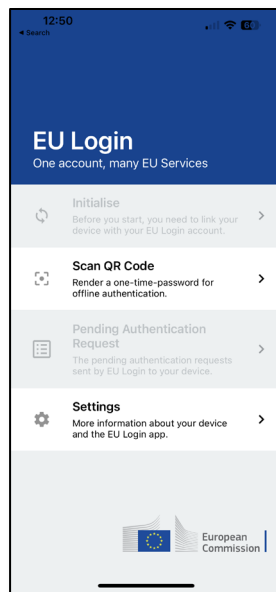 12:50
Search
EU Login
One account, many EU Services
Initialise
Before you start, you need to link your
device with your EU Login account.
Scan QR Code
Render a one-time-password for
offline authentication.
Pending Authentication
Request
The pending authentication requests
sent by EU Login to your device.
Settings
More information about your device
and the EU Login app.
European
Commission